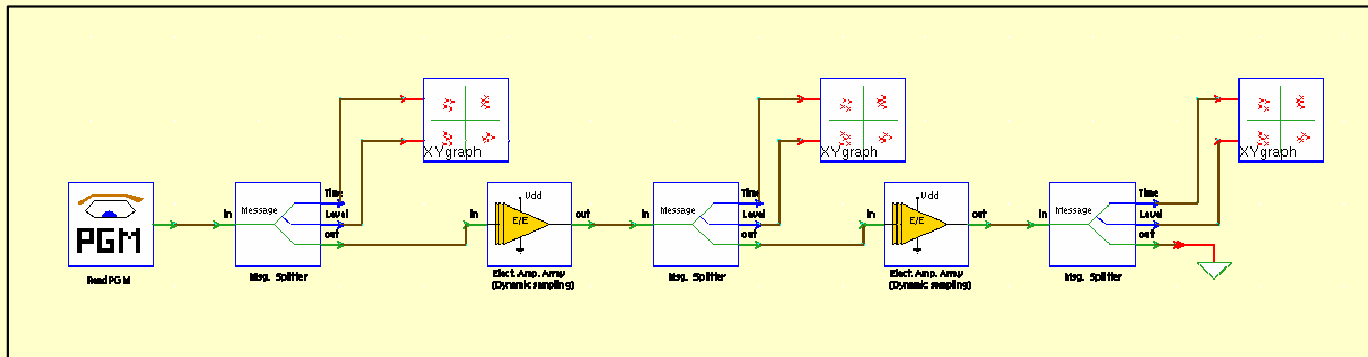 XYgraph
XYgraph
XYgraph
PGM
Read PGM
in
Message
Time
Level
out
Msg. Splitter
in
Vdd
E/E
out
Elect. Amp. Array
(Dynamic sampling)
in
Message
Time
Level
out
Msg. Splitter
in
Vdd
E/E
out
Elect. Amp. Array
(Dynamic sampling)
in
Message
Time
Level
out
Msg. Splitter